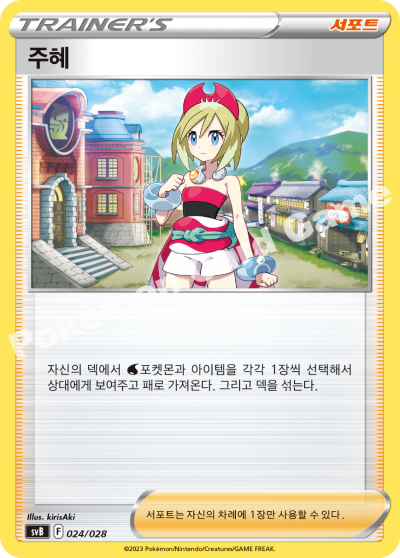 TRAINER'S
서포트
주혜
Pokémon Card Game
자신의 덱에서 포켓몬과 아이템을 각각 1장씩 선택해서
상대에게 보여주고 패로 가져온다. 그리고 덱을 섞는다.
Illus. kirisAki
svB F 024/028
서포트는 자신의 차례에 1장만 사용할 수 있다.
©2023 Pokémon/Nintendo/Creatures/GAME FREAK.